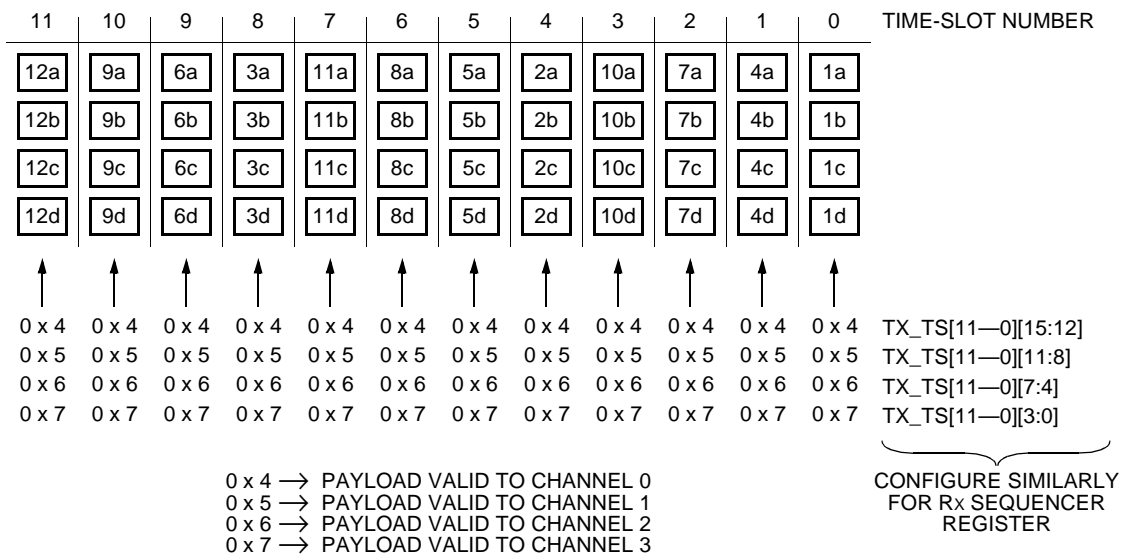 11 10 9 8 7 6 5 4 3 2 1 0 TIME-SLOT NUMBER
12a 9a 6a 3a 11a 8a 5a 2a 10a 7a 4a 1a
12b 9b 6b 3b 11b 8b 5b 2b 10b 7b 4b 1b
12c 9c 6c 3c 11c 8c 5c 2c 10c 7c 4c 1c
12d 9d 6d 3d 11d 8d 5d 2d 10d 7d 4d 1d
0 x 4 0 x 4 0 x 4 0 x 4 0 x 4 0 x 4 0 x 4 0 x 4 0 x 4 0 x 4 0 x 4 0 x 4 TX_TS[11—0][15:12]
0 x 5 0 x 5 0 x 5 0 x 5 0 x 5 0 x 5 0 x 5 0 x 5 0 x 5 0 x 5 0 x 5 0 x 5 TX_TS[11—0][11:8]
0 x 6 0 x 6 0 x 6 0 x 6 0 x 6 0 x 6 0 x 6 0 x 6 0 x 6 0 x 6 0 x 6 0 x 6 TX_TS[11—0][7:4]
0 x 7 0 x 7 0 x 7 0 x 7 0 x 7 0 x 7 0 x 7 0 x 7 0 x 7 0 x 7 0 x 7 0 x 7 TX_TS[11—0][3:0]
0 x 4 → PAYLOAD VALID TO CHANNEL 0
0 x 5 → PAYLOAD VALID TO CHANNEL 1
0 x 6 → PAYLOAD VALID TO CHANNEL 2
0 x 7 → PAYLOAD VALID TO CHANNEL 3
CONFIGURE SIMILARLY
FOR Rx SEQUENCER
REGISTER